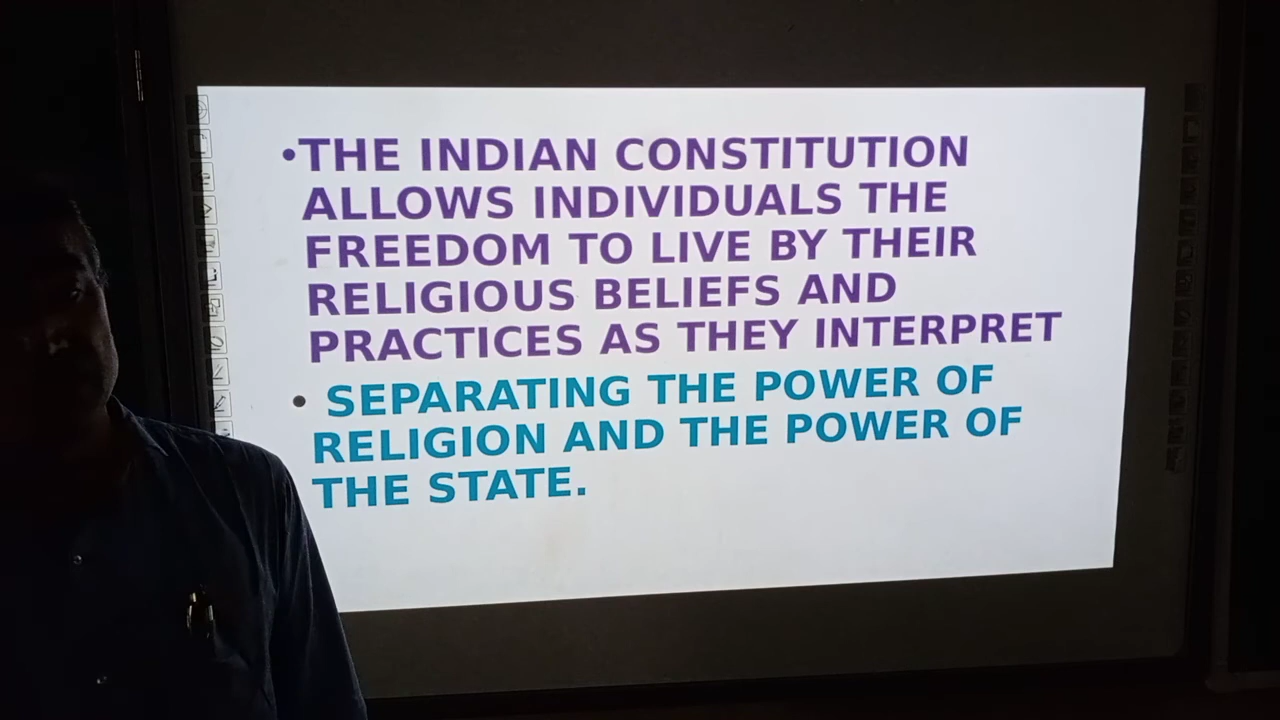 •THE INDIAN CONSTITUTION
ALLOWS INDIVIDUALS THE
FREEDOM TO LIVE BY THEIR
RELIGIOUS BELIEFS AND
PRACTICES AS THEY INTERPRET
• SEPARATING THE POWER OF
RELIGION AND THE POWER OF
THE STATE.